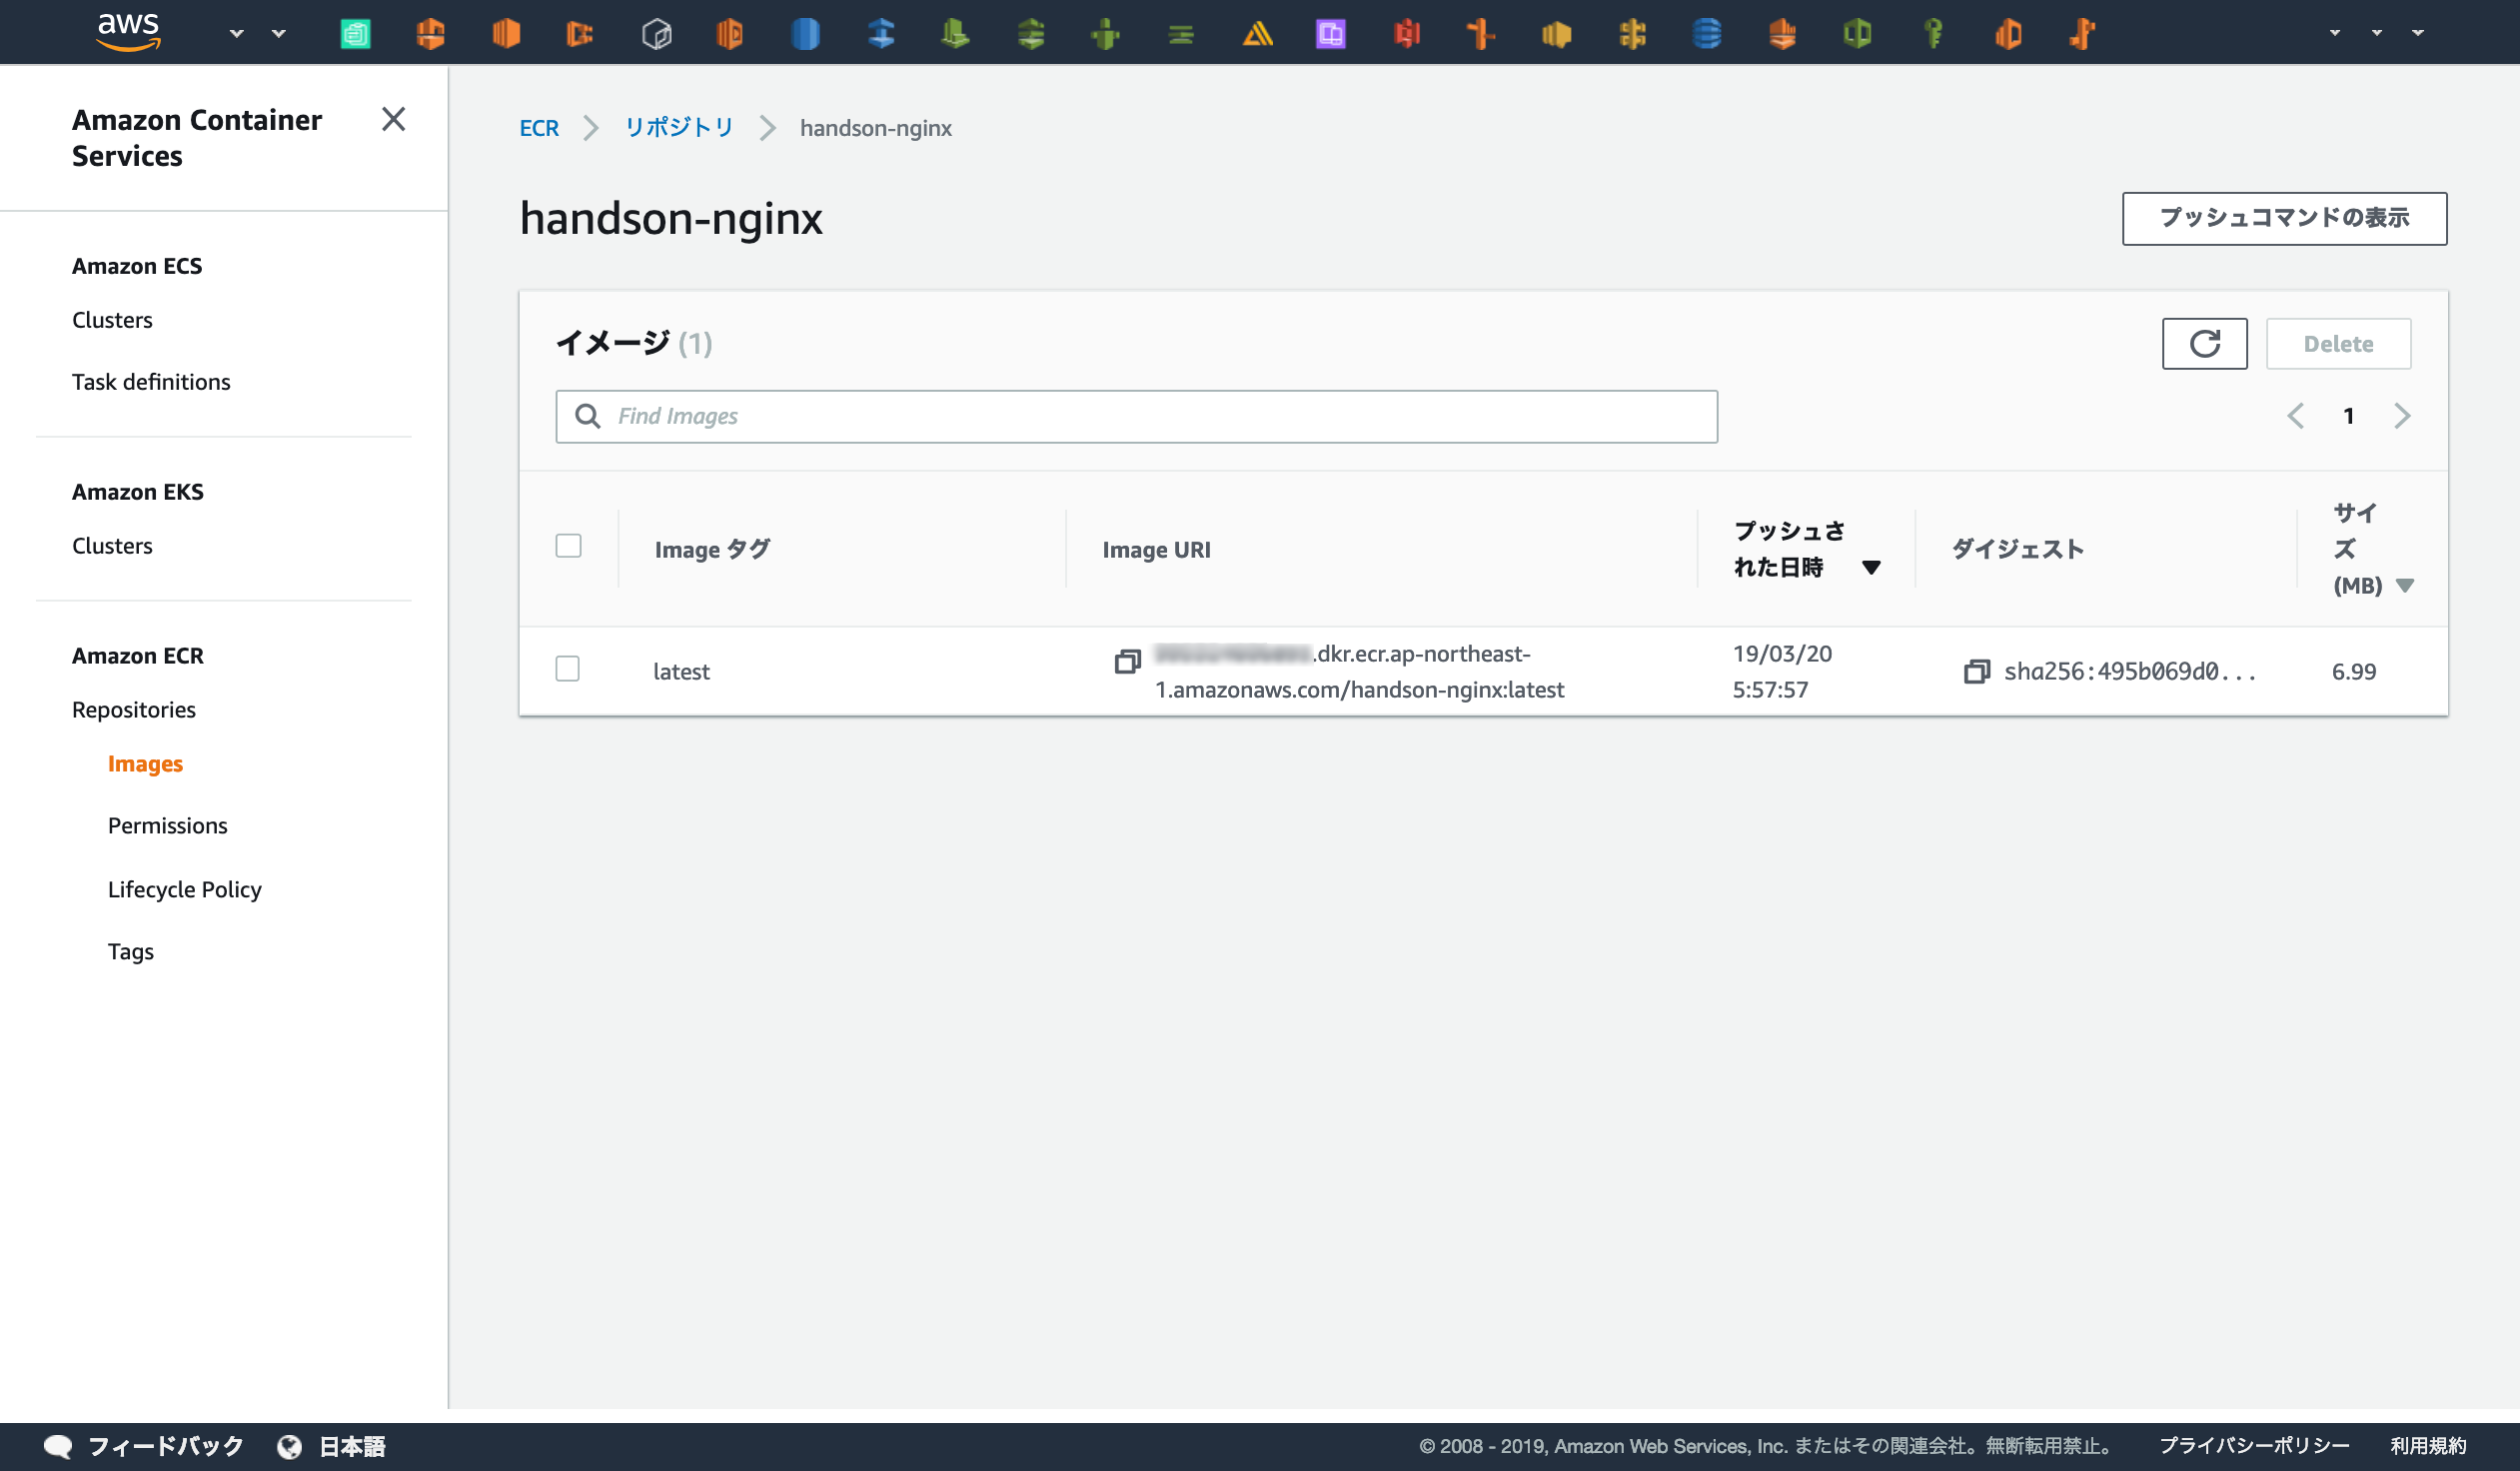 aws
Amazon Container
Services
Amazon ECS
Clusters
Task definitions
Amazon EKS
Clusters
Amazon ECR
Repositories
Images
Permissions
Lifecycle Policy
Tags
ECR
リポジトリ
handson-nginx
handson-nginx
プッシュコマンドの表示
イメージ (1)
Delete
Find Images
1
Image タグ
Image URI
プッシュさ
れた日時
ダイジェスト
サイ
ズ
(MB)
latest
.dkr.ecr.ap-northeast-
1.amazonaws.com/handson-nginx:latest
19/03/20
5:57:57
sha256:495b069d0...
6.99
フィードバック
日本語
© 2008 - 2019, Amazon Web Services, Inc. またはその関連会社。無断転用禁止。
プライバシーポリシー
利用規約